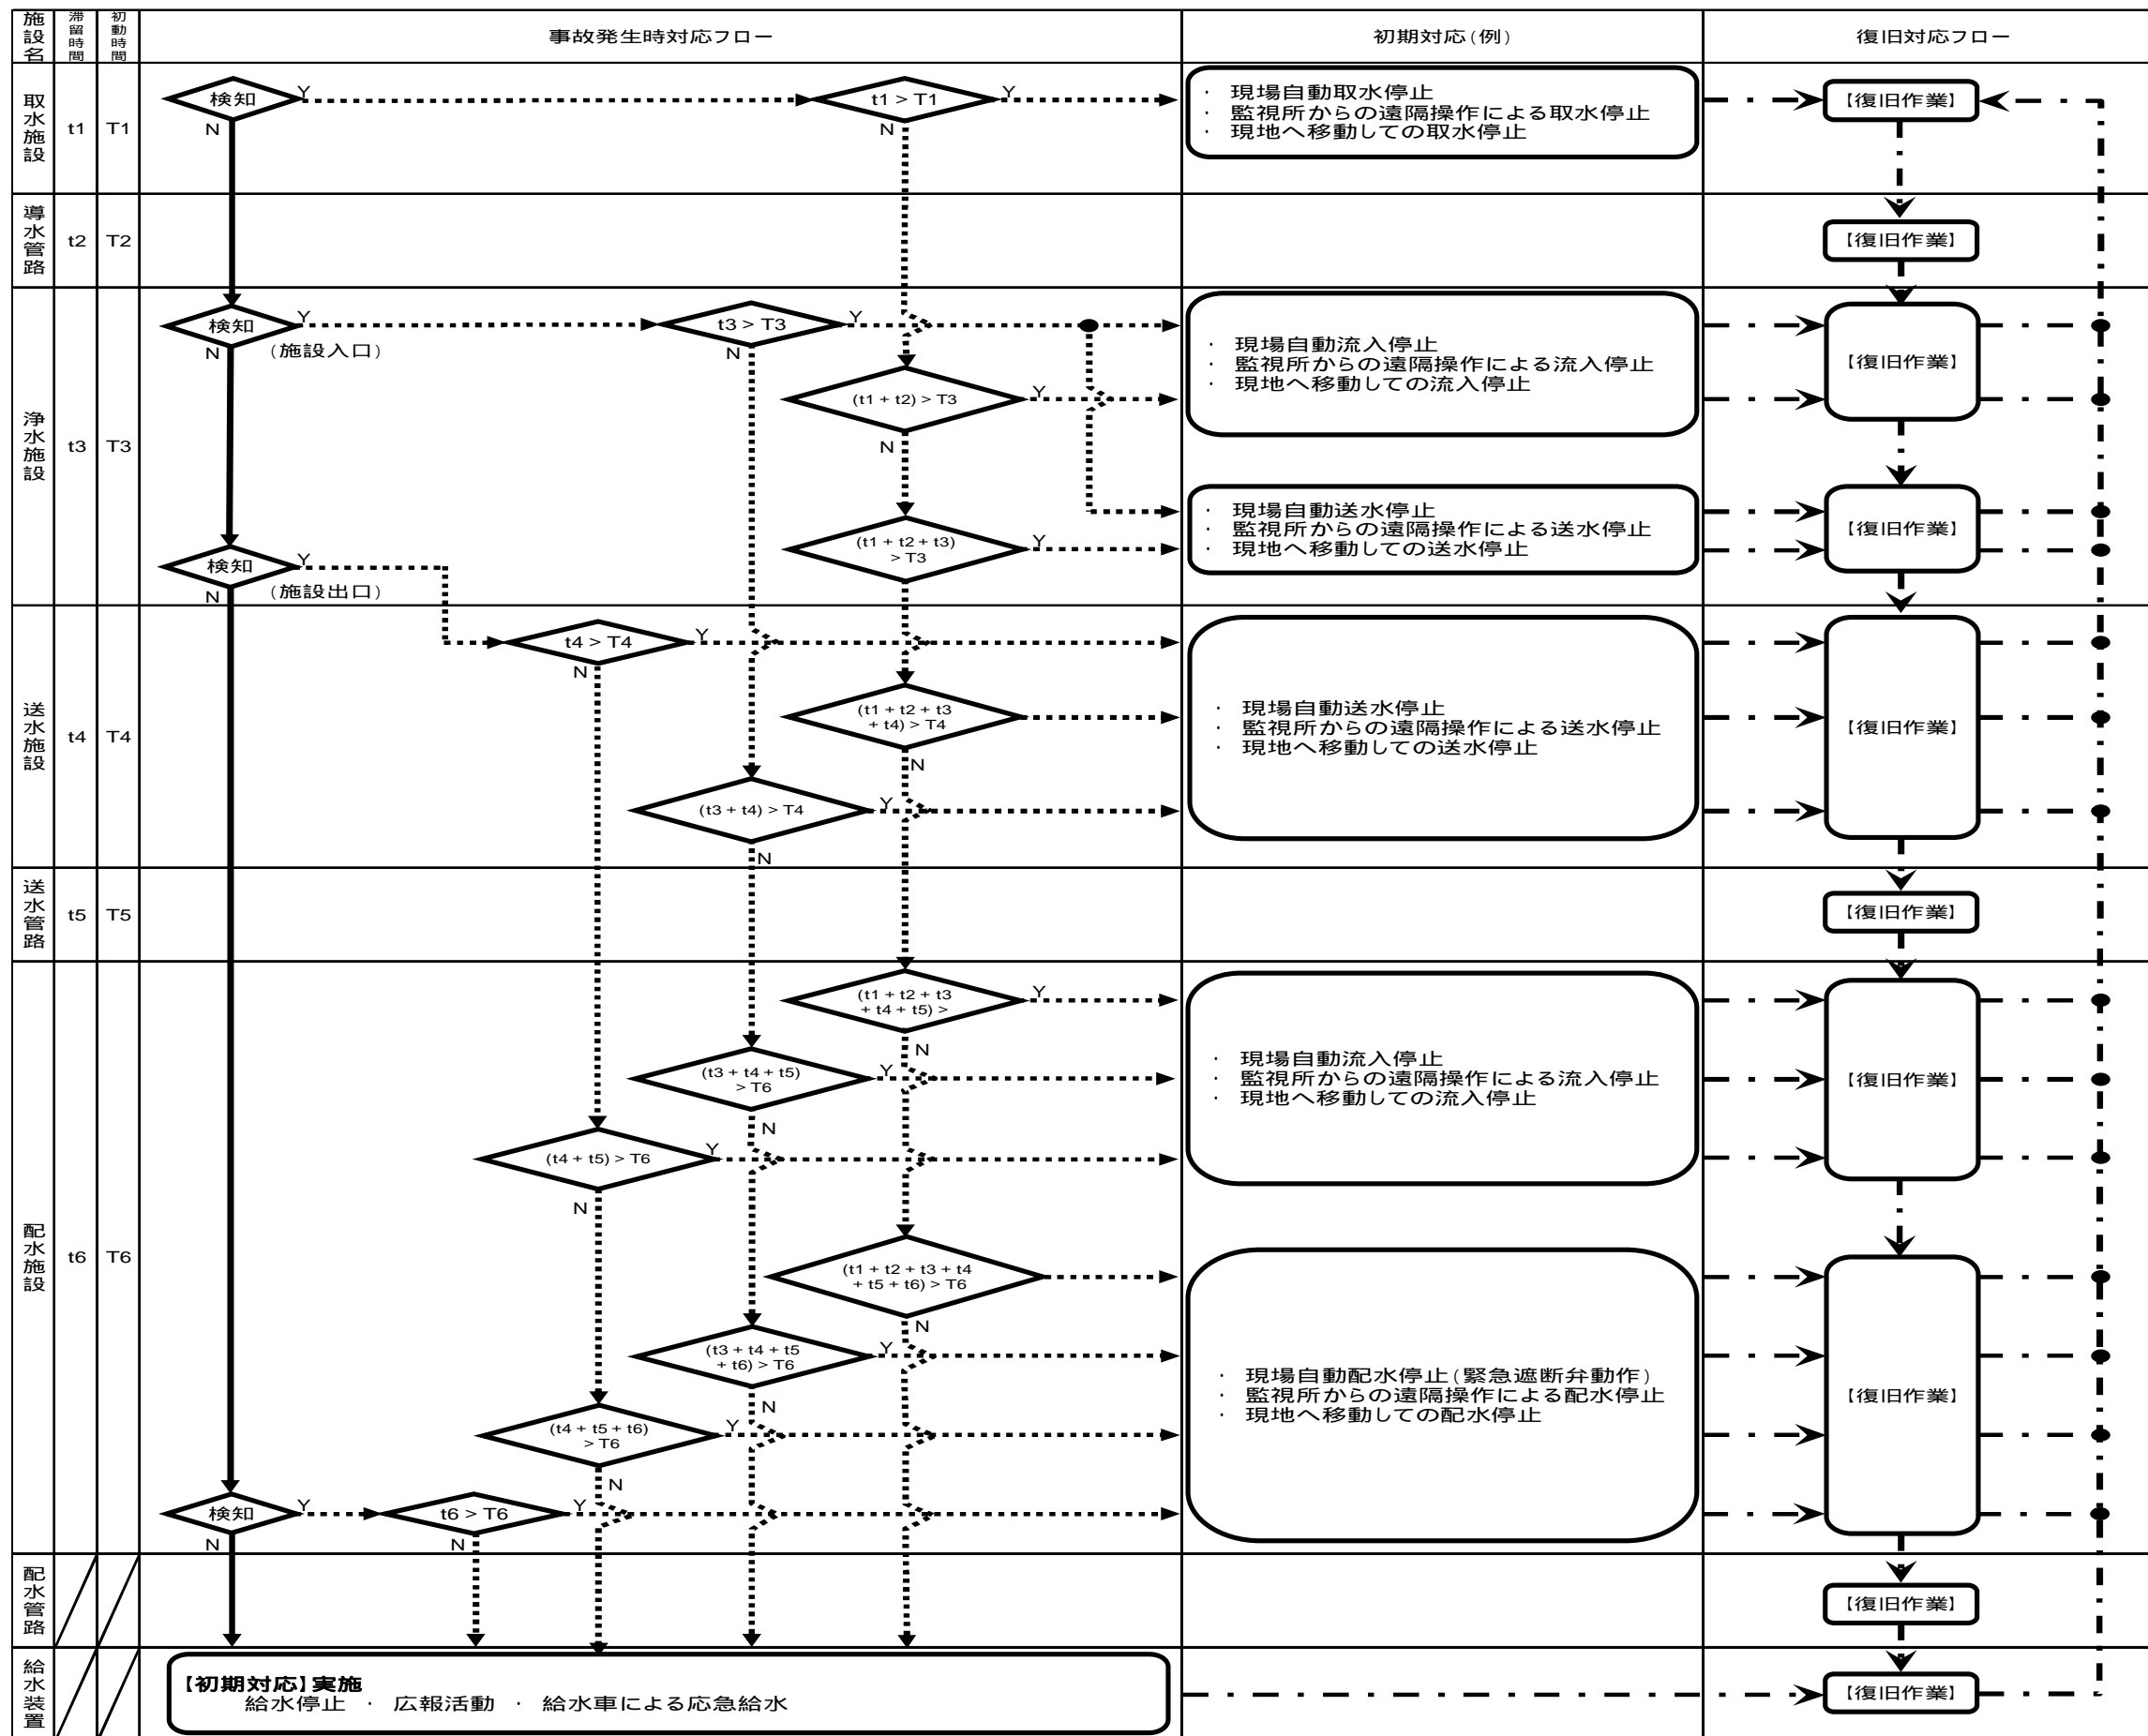 施設名
滞留時間
初動時間
事故発生時対応フロー
初期対応(例)
復旧対応フロー
取水施設
t1
T1
検知
Y
N
t1 > T1
Y
N
・ 現場自動取水停止
・ 監視所からの遠隔操作による取水停止
・ 現地へ移動しての取水停止
【復旧作業】
導水管路
t2
T2
【復旧作業】
浄水施設
t3
T3
検知
Y
N
(施設入口)
t3 > T3
Y
N
(t1 + t2) > T3
Y
N
・ 現場自動流入停止
・ 監視所からの遠隔操作による流入停止
・ 現地へ移動しての流入停止
【復旧作業】
(t1 + t2 + t3)
> T3
Y
・ 現場自動送水停止
・ 監視所からの遠隔操作による送水停止
・ 現地へ移動しての送水停止
【復旧作業】
検知
Y
N
(施設出口)
送水施設
t4
T4
t4 > T4
Y
N
(t1 + t2 + t3
+ t4) > T4
N
(t3 + t4) > T4
Y
N
・ 現場自動送水停止
・ 監視所からの遠隔操作による送水停止
・ 現地へ移動しての送水停止
【復旧作業】
送水管路
t5
T5
【復旧作業】
配水施設
t6
T6
(t1 + t2 + t3
+ t4 + t5) >
Y
N
(t3 + t4 + t5)
> T6
Y
N
(t4 + t5) > T6
Y
N
・ 現場自動流入停止
・ 監視所からの遠隔操作による流入停止
・ 現地へ移動しての流入停止
【復旧作業】
(t1 + t2 + t3 + t4
+ t5 + t6) > T6
N
(t3 + t4 + t5
+ t6) > T6
Y
N
(t4 + t5 + t6)
> T6
Y
N
・ 現場自動配水停止(緊急遮断弁動作)
・ 監視所からの遠隔操作による配水停止
・ 現地へ移動しての配水停止
【復旧作業】
検知
Y
N
t6 > T6
Y
N
配水管路
【復旧作業】
給水装置
【初期対応】実施
給水停止 ・ 広報活動 ・ 給水車による応急給水
【復旧作業】